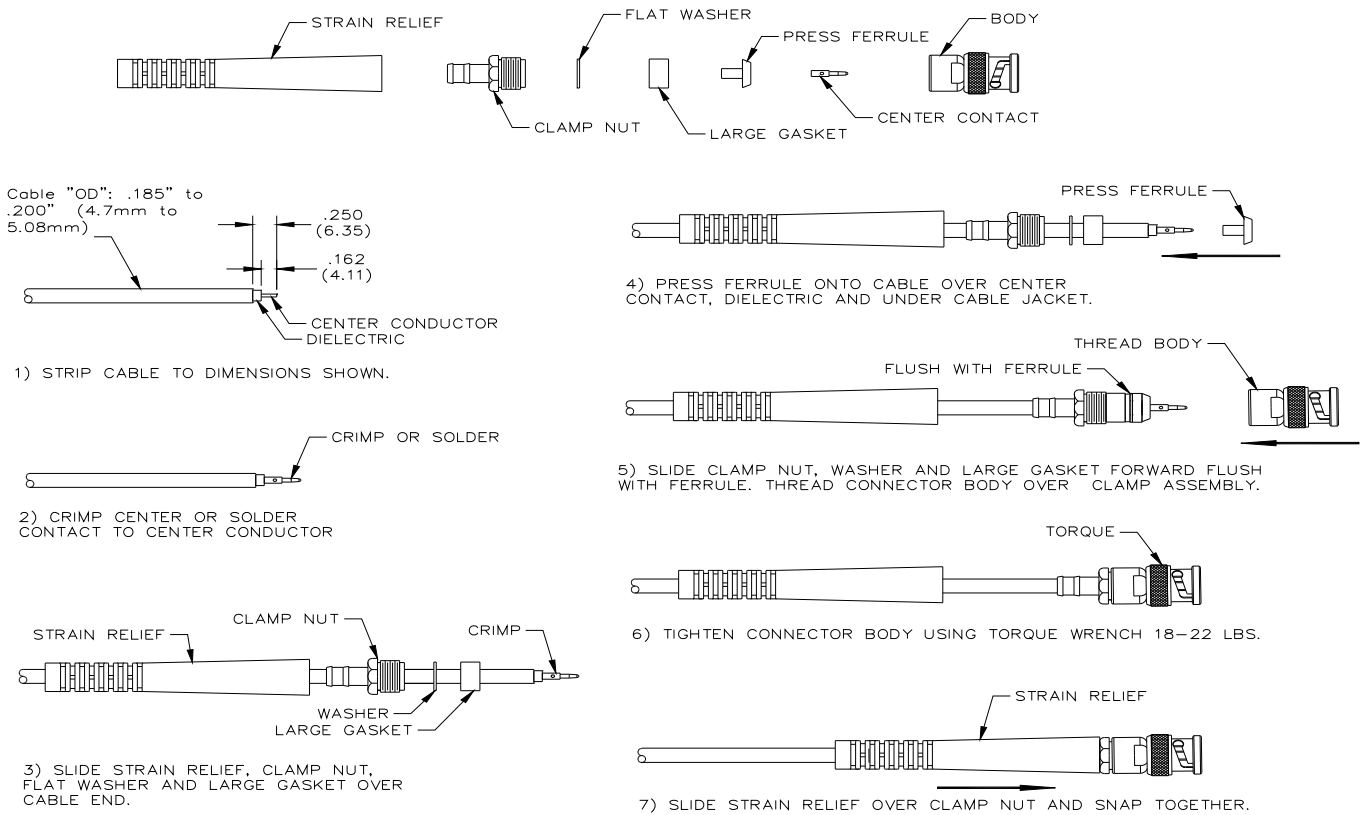 STRAIN RELIEF
FLAT WASHER
PRESS FERRULE
BODY
CLAMP NUT
LARGE GASKET
CENTER CONTACT
Cable "OD": .185" to
.200" (4.7mm to
5.08mm)
.250
(6.35)
.162
(4.11)
CENTER CONDUCTOR
DIELECTRIC
1) STRIP CABLE TO DIMENSIONS SHOWN.
CRIMP OR SOLDER
2) CRIMP CENTER OR SOLDER
CONTACT TO CENTER CONDUCTOR
STRAIN RELIEF
CLAMP NUT
CRIMP
WASHER
LARGE GASKET
3) SLIDE STRAIN RELIEF, CLAMP NUT,
FLAT WASHER AND LARGE GASKET OVER
CABLE END.
PRESS FERRULE
4) PRESS FERRULE ONTO CABLE OVER CENTER
CONTACT, DIELECTRIC AND UNDER CABLE JACKET.
THREAD BODY
FLUSH WITH FERRULE
5) SLIDE CLAMP NUT, WASHER AND LARGE GASKET FORWARD FLUSH
WITH FERRULE. THREAD CONNECTOR BODY OVER CLAMP ASSEMBLY.
TORQUE
6) TIGHTEN CONNECTOR BODY USING TORQUE WRENCH 18-22 LBS.
STRAIN RELIEF
7) SLIDE STRAIN RELIEF OVER CLAMP NUT AND SNAP TOGETHER.